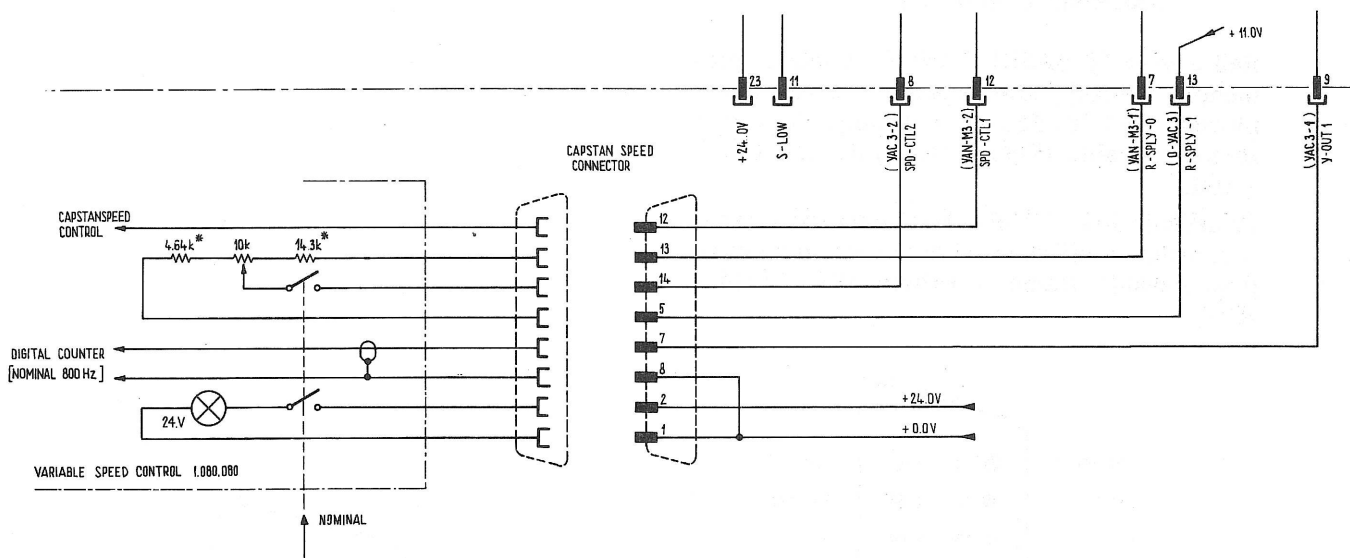 + 11.0V
23
11
8
12
7
13
9
+24.0V
S-LOW
( YAC 3-2 )
SPD-CTL2
(YAN-M3-2)
SPD-CTL1
(YAN-M3-1)
R-SPLY-0
( 0-YAC 3)
R-SPLY-1
( YAC 3-1 )
Y-OUT 1
CAPSTAN SPEED
CONNECTOR
CAPSTANSPEED
CONTROL
4.64k*
10k
14.3k*
12
13
14
5
7
8
2
1
DIGITAL COUNTER
[NOMINAL 800 Hz ]
24.V
+24.0V
+0.0V
VARIABLE SPEED CONTROL 1.080,080
NOMINAL